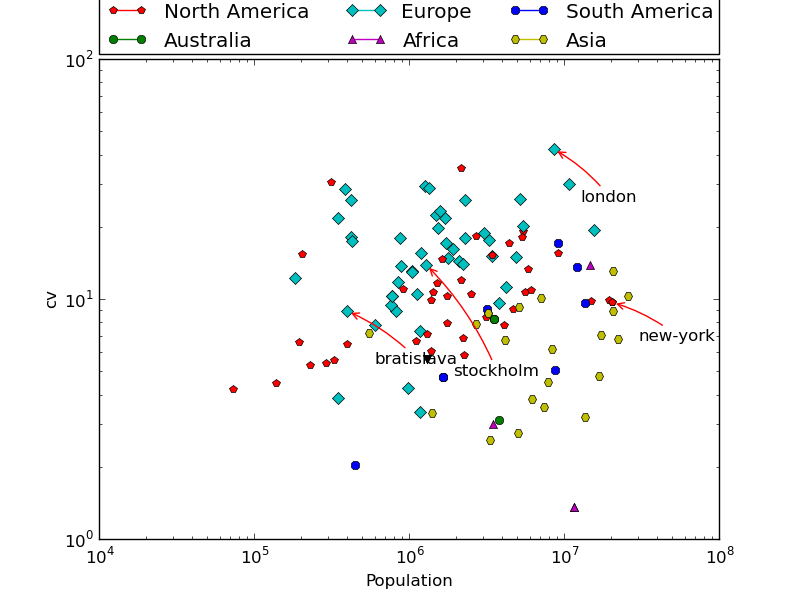 North America Europe South America
Australia Africa Asia
10²
london
10¹
new-york
bratislava
stockholm
10⁰
10⁴ 10⁵ 10⁶ 10⁷ 10⁸
cv
Population